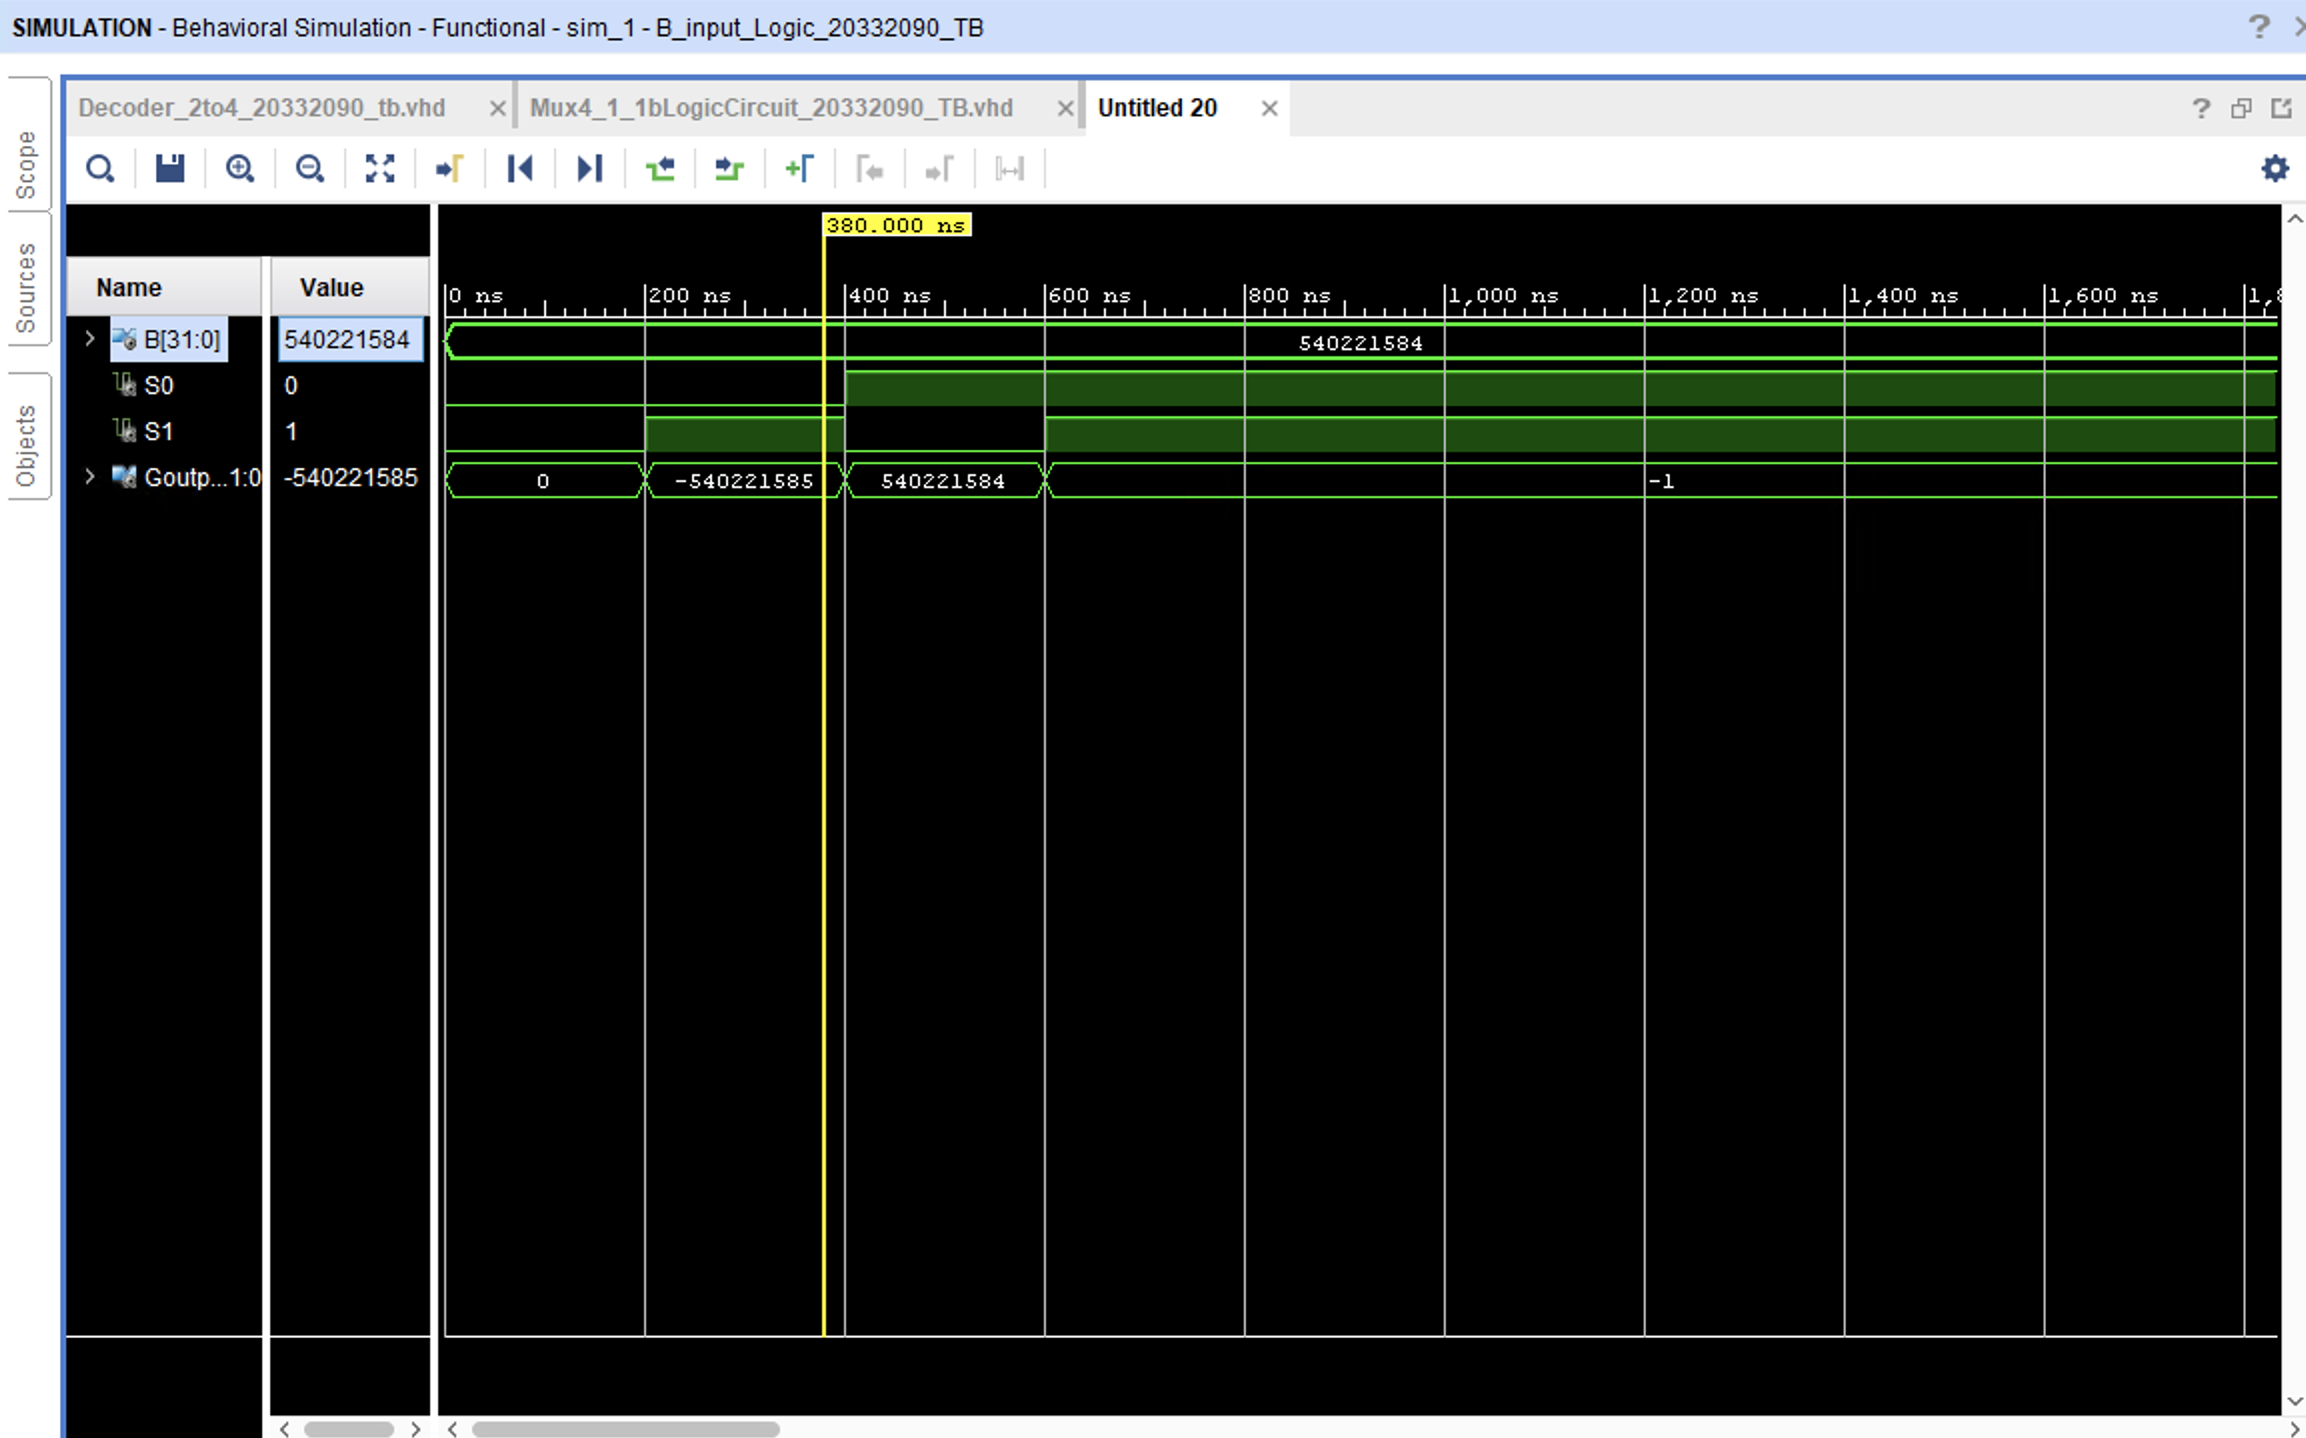 SIMULATION - Behavioral Simulation - Functional - sim_1 - B_input_Logic_20332090_TB
Scope
Sources
Objects
Decoder_2to4_20332090_tb.vhd
Mux4_1_1bLogicCircuit_20332090_TB.vhd
Untitled 20
380.000 ns
Name Value
0 ns 200 ns 400 ns 600 ns 800 ns 1,000 ns 1,200 ns 1,400 ns 1,600 ns 1,8
B[31:0] 540221584 540221584
S0 0
S1 1
Goutp...1:0 -540221585 0 -540221585 540221584 -1